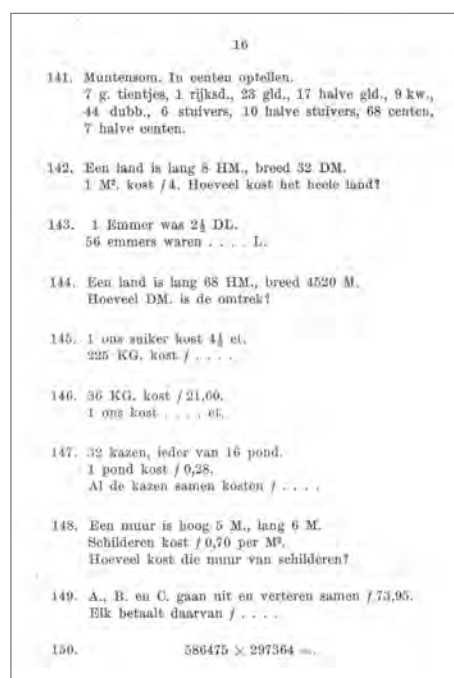 16
141. Muntensom. In centen optellen.
7 g. tientjes, 1 rijksd., 23 gld., 17 halve gld., 9 kw.,
44 dubb., 6 stuivers, 10 halve stuivers, 68 centen,
7 halve centen.
142. Een land is lang 8 HM., breed 32 DM.
1 M². kost f 4. Hoeveel kost het heele land?
143. 1 Emmer was 2½ DL.
56 emmers waren . . . . L.
144. Een land is lang 68 HM., breed 4520 M.
Hoeveel DM. is de omtrek?
145. 1 ons suiker kost 4½ ct.
225 KG. kost f . . . .
146. 36 KG. kost f 21,60.
1 ons kost . . . . ct.
147. 32 kazen, ieder van 16 pond.
1 pond kost f 0,28.
Al de kazen samen kosten f . . . .
148. Een muur is hoog 5 M., lang 6 M.
Schilderen kost f 0,70 per M².
Hoeveel kost die muur van schilderen?
149. A., B. en C. gaan uit en verteren samen f 73,95.
Elk betaalt daarvan f . . . .
150. 586475 × 297364 =.